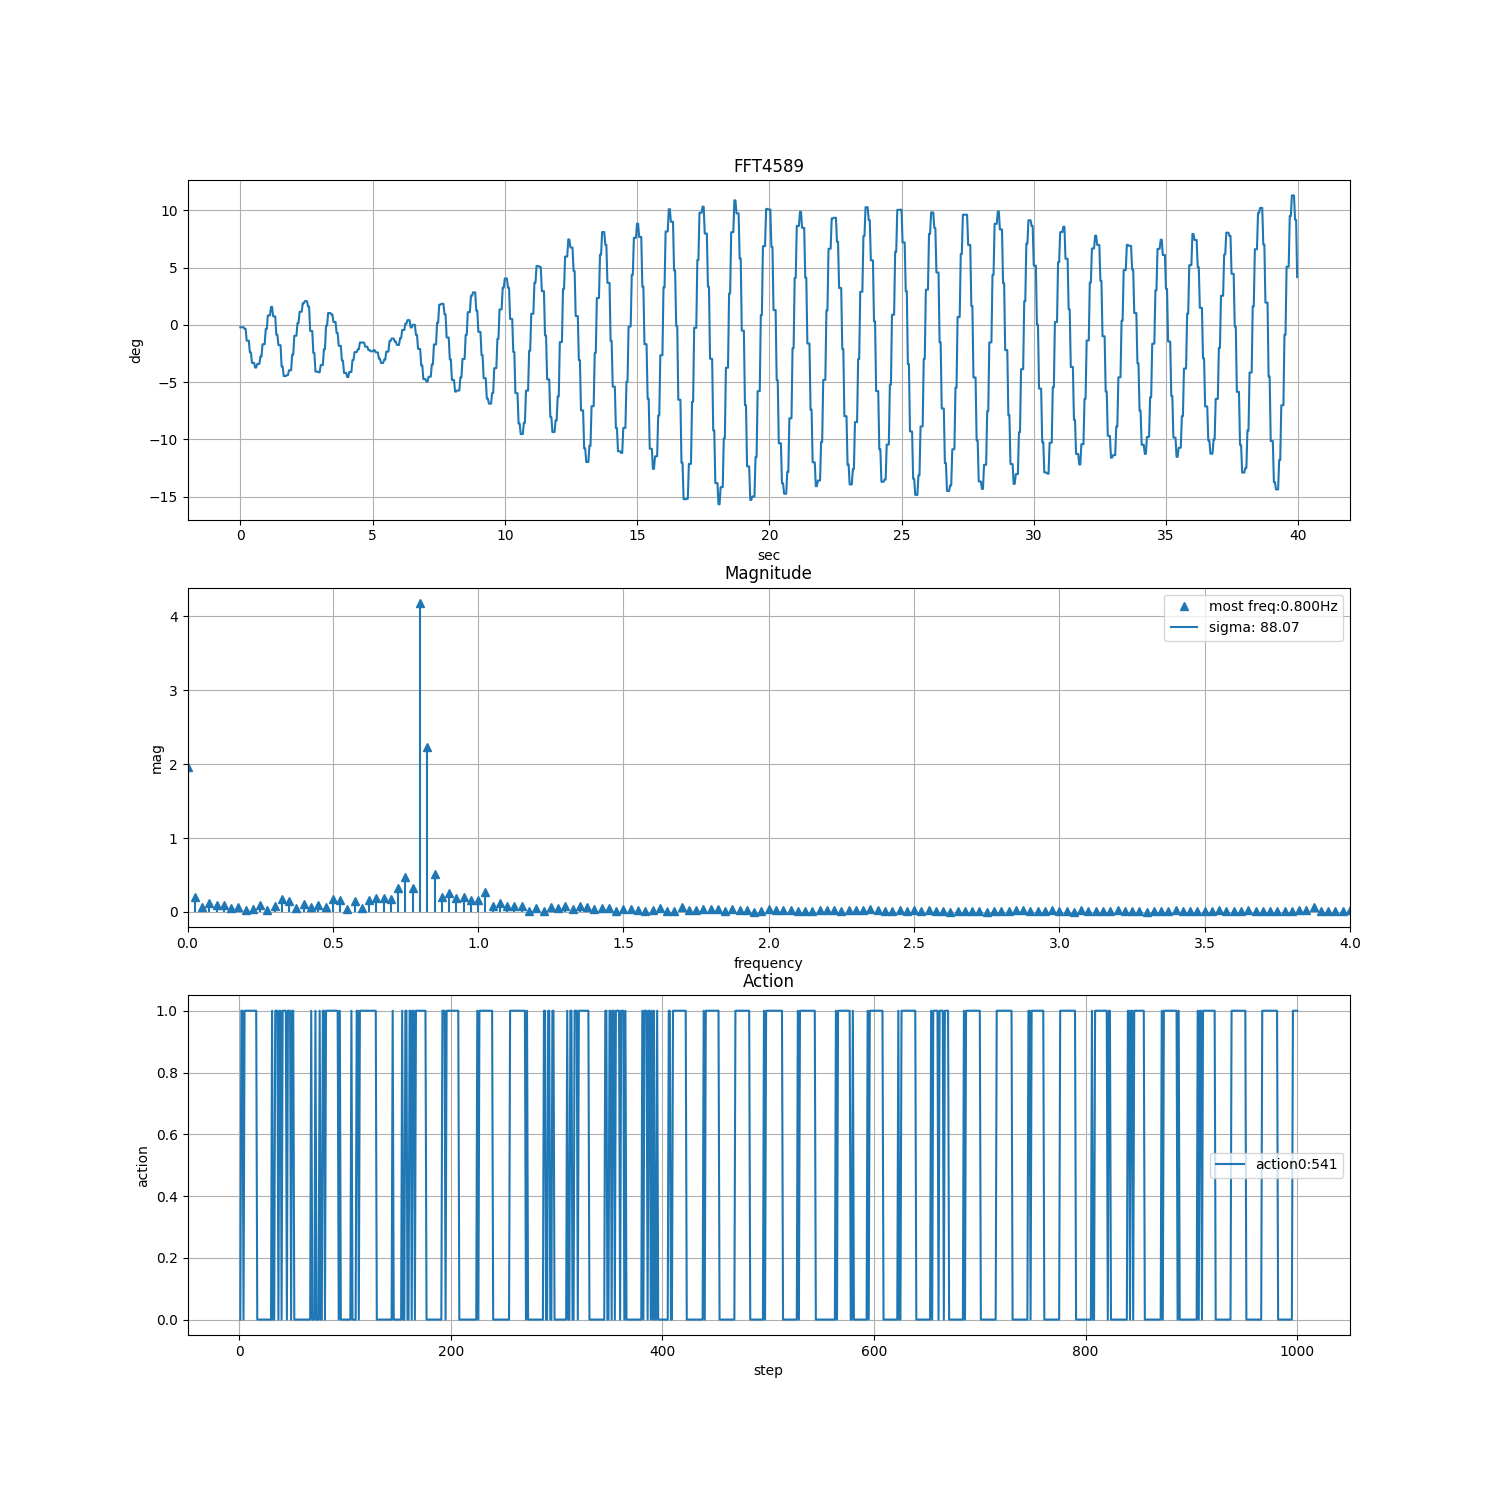 FFT4589
10
5
0
−5
−10
−15
deg
0 5 10 15 20 25 30 35 40
sec
Magnitude
most freq:0.800Hz
sigma: 88.07
4
3
2
1
0
mag
0.0 0.5 1.0 1.5 2.0 2.5 3.0 3.5 4.0
frequency
Action
1.0
0.8
0.6
0.4
0.2
0.0
action
action0:541
0 200 400 600 800 1000
step